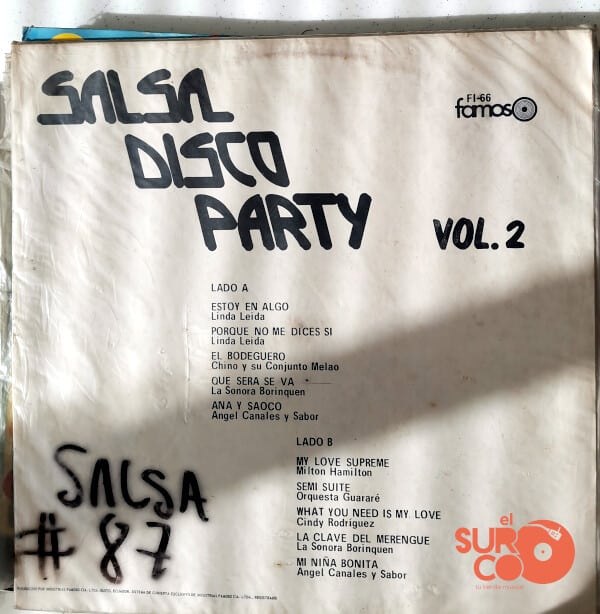 SALSA
DISCO
PARTY
VOL. 2
FI-66
famoso
LADO A
ESTOY EN ALGO
Linda Leida
PORQUE NO ME DICES SI
Linda Leida
EL BODEGUERO
Chino y su Conjunto Melao
QUE SERA SE VA
La Sonora Borinquen
ANA Y SAOCO
Angel Canales y Sabor
LADO B
MY LOVE SUPREME
Milton Hamilton
SEMI SUITE
Orquesta Guararé
WHAT YOU NEED IS MY LOVE
Cindy Rodriguez
LA CLAVE DEL MERENGUE
La Sonora Borinquen
MI NIÑA BONITA
Angel Canales y Sabor
SALSA
# 87
el
SURCO
tu tienda musical